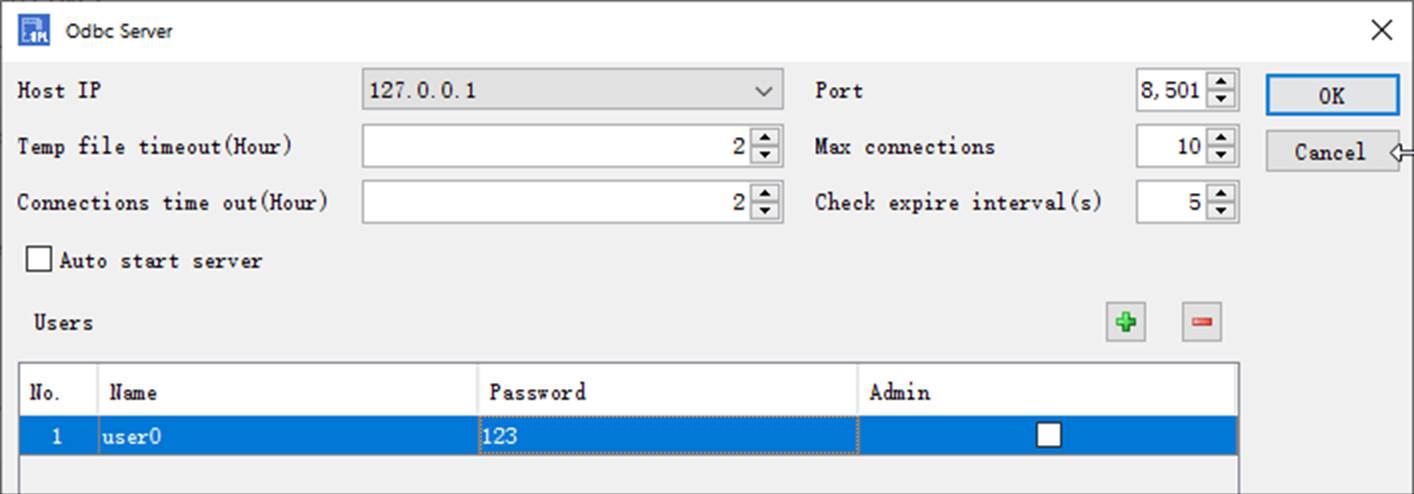 Odbc Server
Host IP 127.0.0.1 Port 8,501 OK
Temp file timeout(Hour) 2 Max connections 10 Cancel
Connections time out(Hour) 2 Check expire interval(s) 5
Auto start server
Users
No. Name Password Admin
1 user0 123